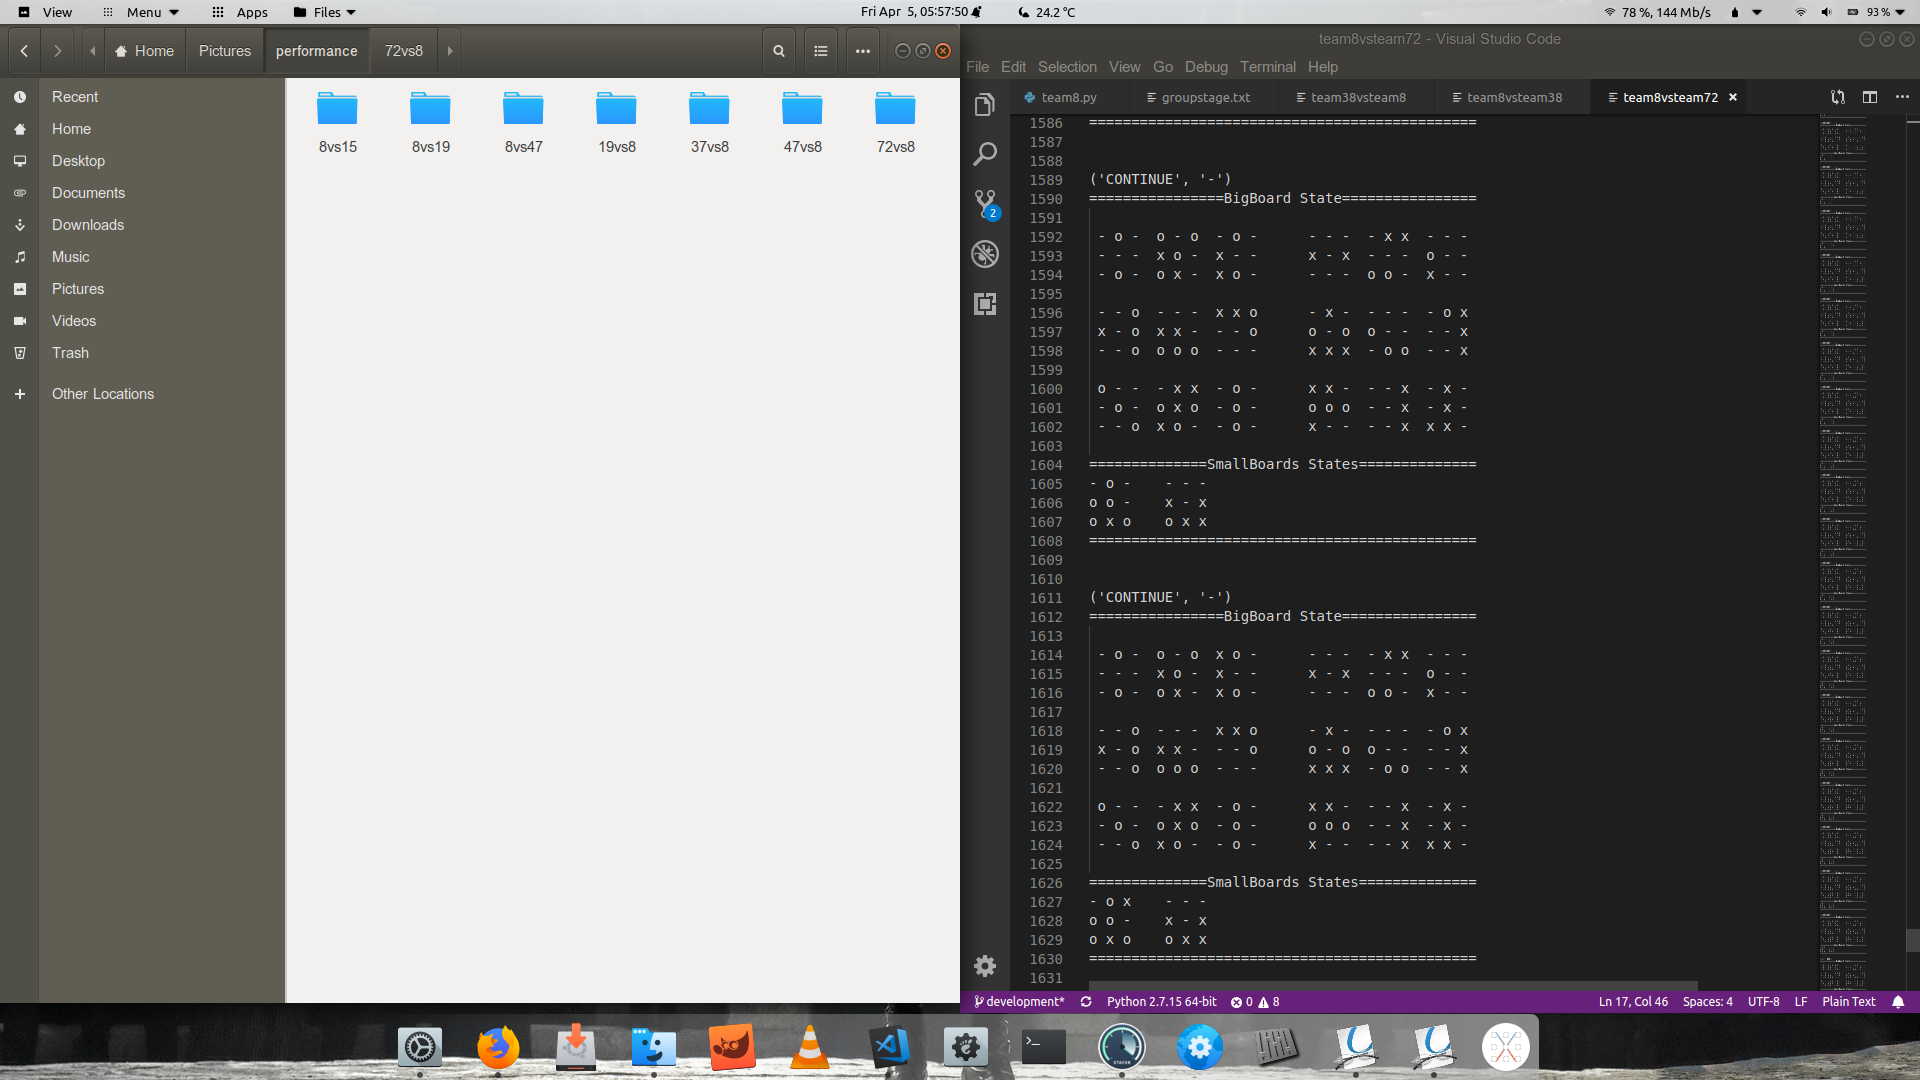 View Menu Apps Files Fri Apr 5, 05:57:50 24.2 °C 78 %, 144 Mb/s 93 %
Home Pictures performance 72vs8
Recent
Home
Desktop
Documents
Downloads
Music
Pictures
Videos
Trash
Other Locations
8vs15 8vs19 8vs47 19vs8 37vs8 47vs8 72vs8
team8vsteam72 - Visual Studio Code
File Edit Selection View Go Debug Terminal Help
team8.py groupstage.txt team38vsteam8 team8vsteam38 team8vsteam72
2
1586 ==============================================
1587
1588
1589 ('CONTINUE', '-')
1590 ================BigBoard State================
1591
1592 - o - o - o - o - - - - - x x - - -
1593 - - - x o - x - - x - x - - - o - -
1594 - o - o x - x o - - - - o o - x - -
1595
1596 - - o - - - x x o - x - - - - - o x
1597 x - o x x - - - o o - o o - - - - x
1598 - - o o o o - - - x x x - o o - - x
1599
1600 o - - - x x - o - x x - - - x - x -
1601 - o - o x o - o - o o o - - x - x -
1602 - - o x o - - o - x - - - - x x x -
1603
1604 ==============SmallBoards States==============
1605 - o - - - -
1606 o o - x - x
1607 o x o o x x
1608 ==============================================
1609
1610
1611 ('CONTINUE', '-')
1612 ================BigBoard State================
1613
1614 - o - o - o x o - - - - - x x - - -
1615 - - - x o - x - - x - x - - - o - -
1616 - o - o x - x o - - - - o o - x - -
1617
1618 - - o - - - x x o - x - - - - - o x
1619 x - o x x - - - o o - o o - - - - x
1620 - - o o o o - - - x x x - o o - - x
1621
1622 o - - - x x - o - x x - - - x - x -
1623 - o - o x o - o - o o o - - x - x -
1624 - - o x o - - o - x - - - - x x x -
1625
1626 ==============SmallBoards States==============
1627 - o x - - -
1628 o o - x - x
1629 o x o o x x
1630 ==============================================
1631
development* Python 2.7.15 64-bit 0 8 Ln 17, Col 46 Spaces: 4 UTF-8 LF Plain Text